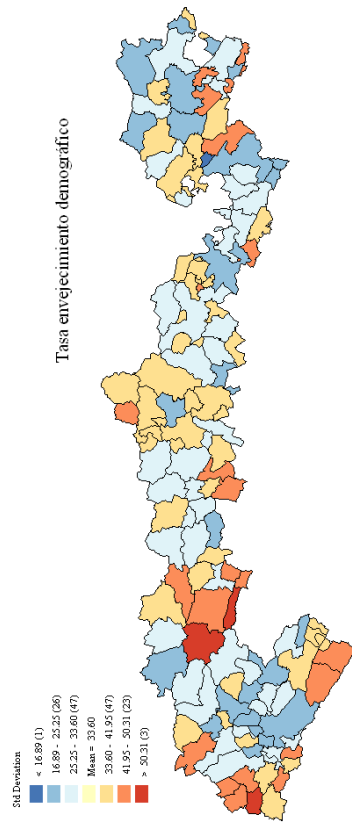 Tasa envejecimiento demográfico
Std Deviation
< 16.89 (1)
16.89 - 25.25 (26)
25.25 - 33.60 (47)
Mean = 33.60
33.60 - 41.95 (47)
41.95 - 50.31 (23)
> 50.31 (3)